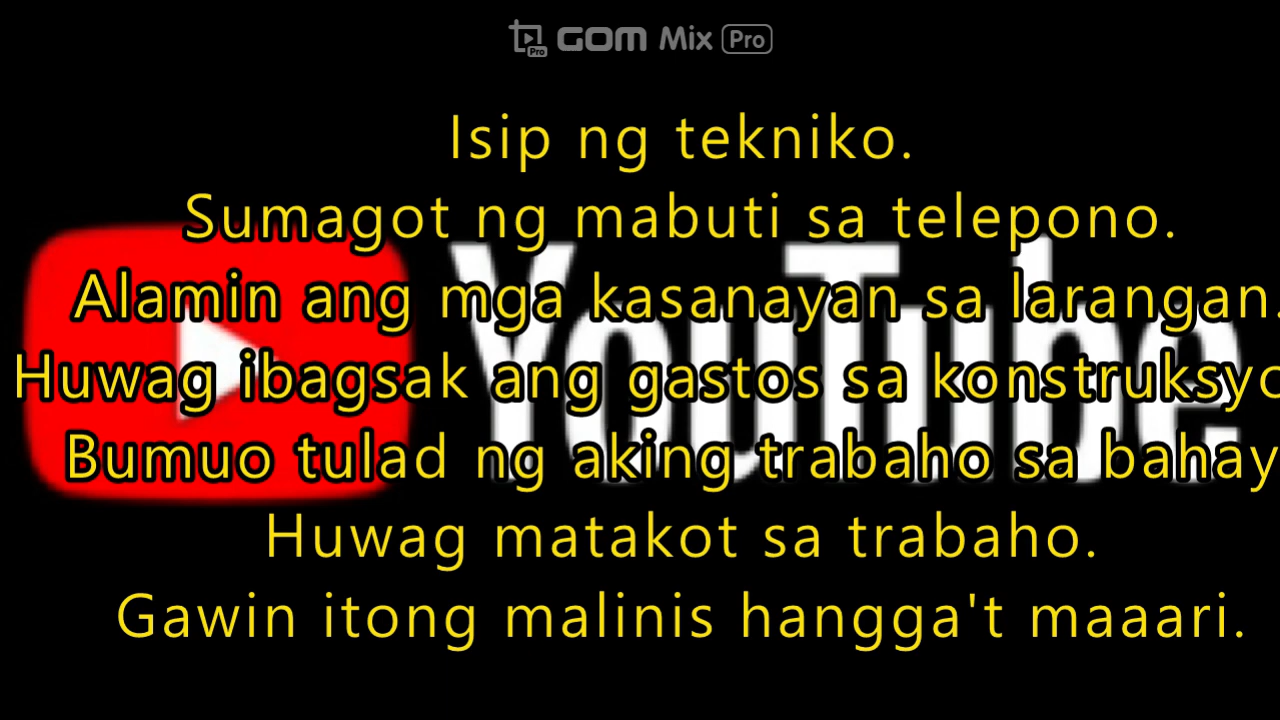 GOM Mix Pro
Isip ng tekniko.
Sumagot ng mabuti sa telepono.
Alamin ang mga kasanayan sa larangan.
Huwag ibagsak ang gastos sa
Bumuo tulad ng aking trabaho sa bahay
Huwag matakot sa trabaho.
Gawin itong malinis hangga't maaari.
YouTube